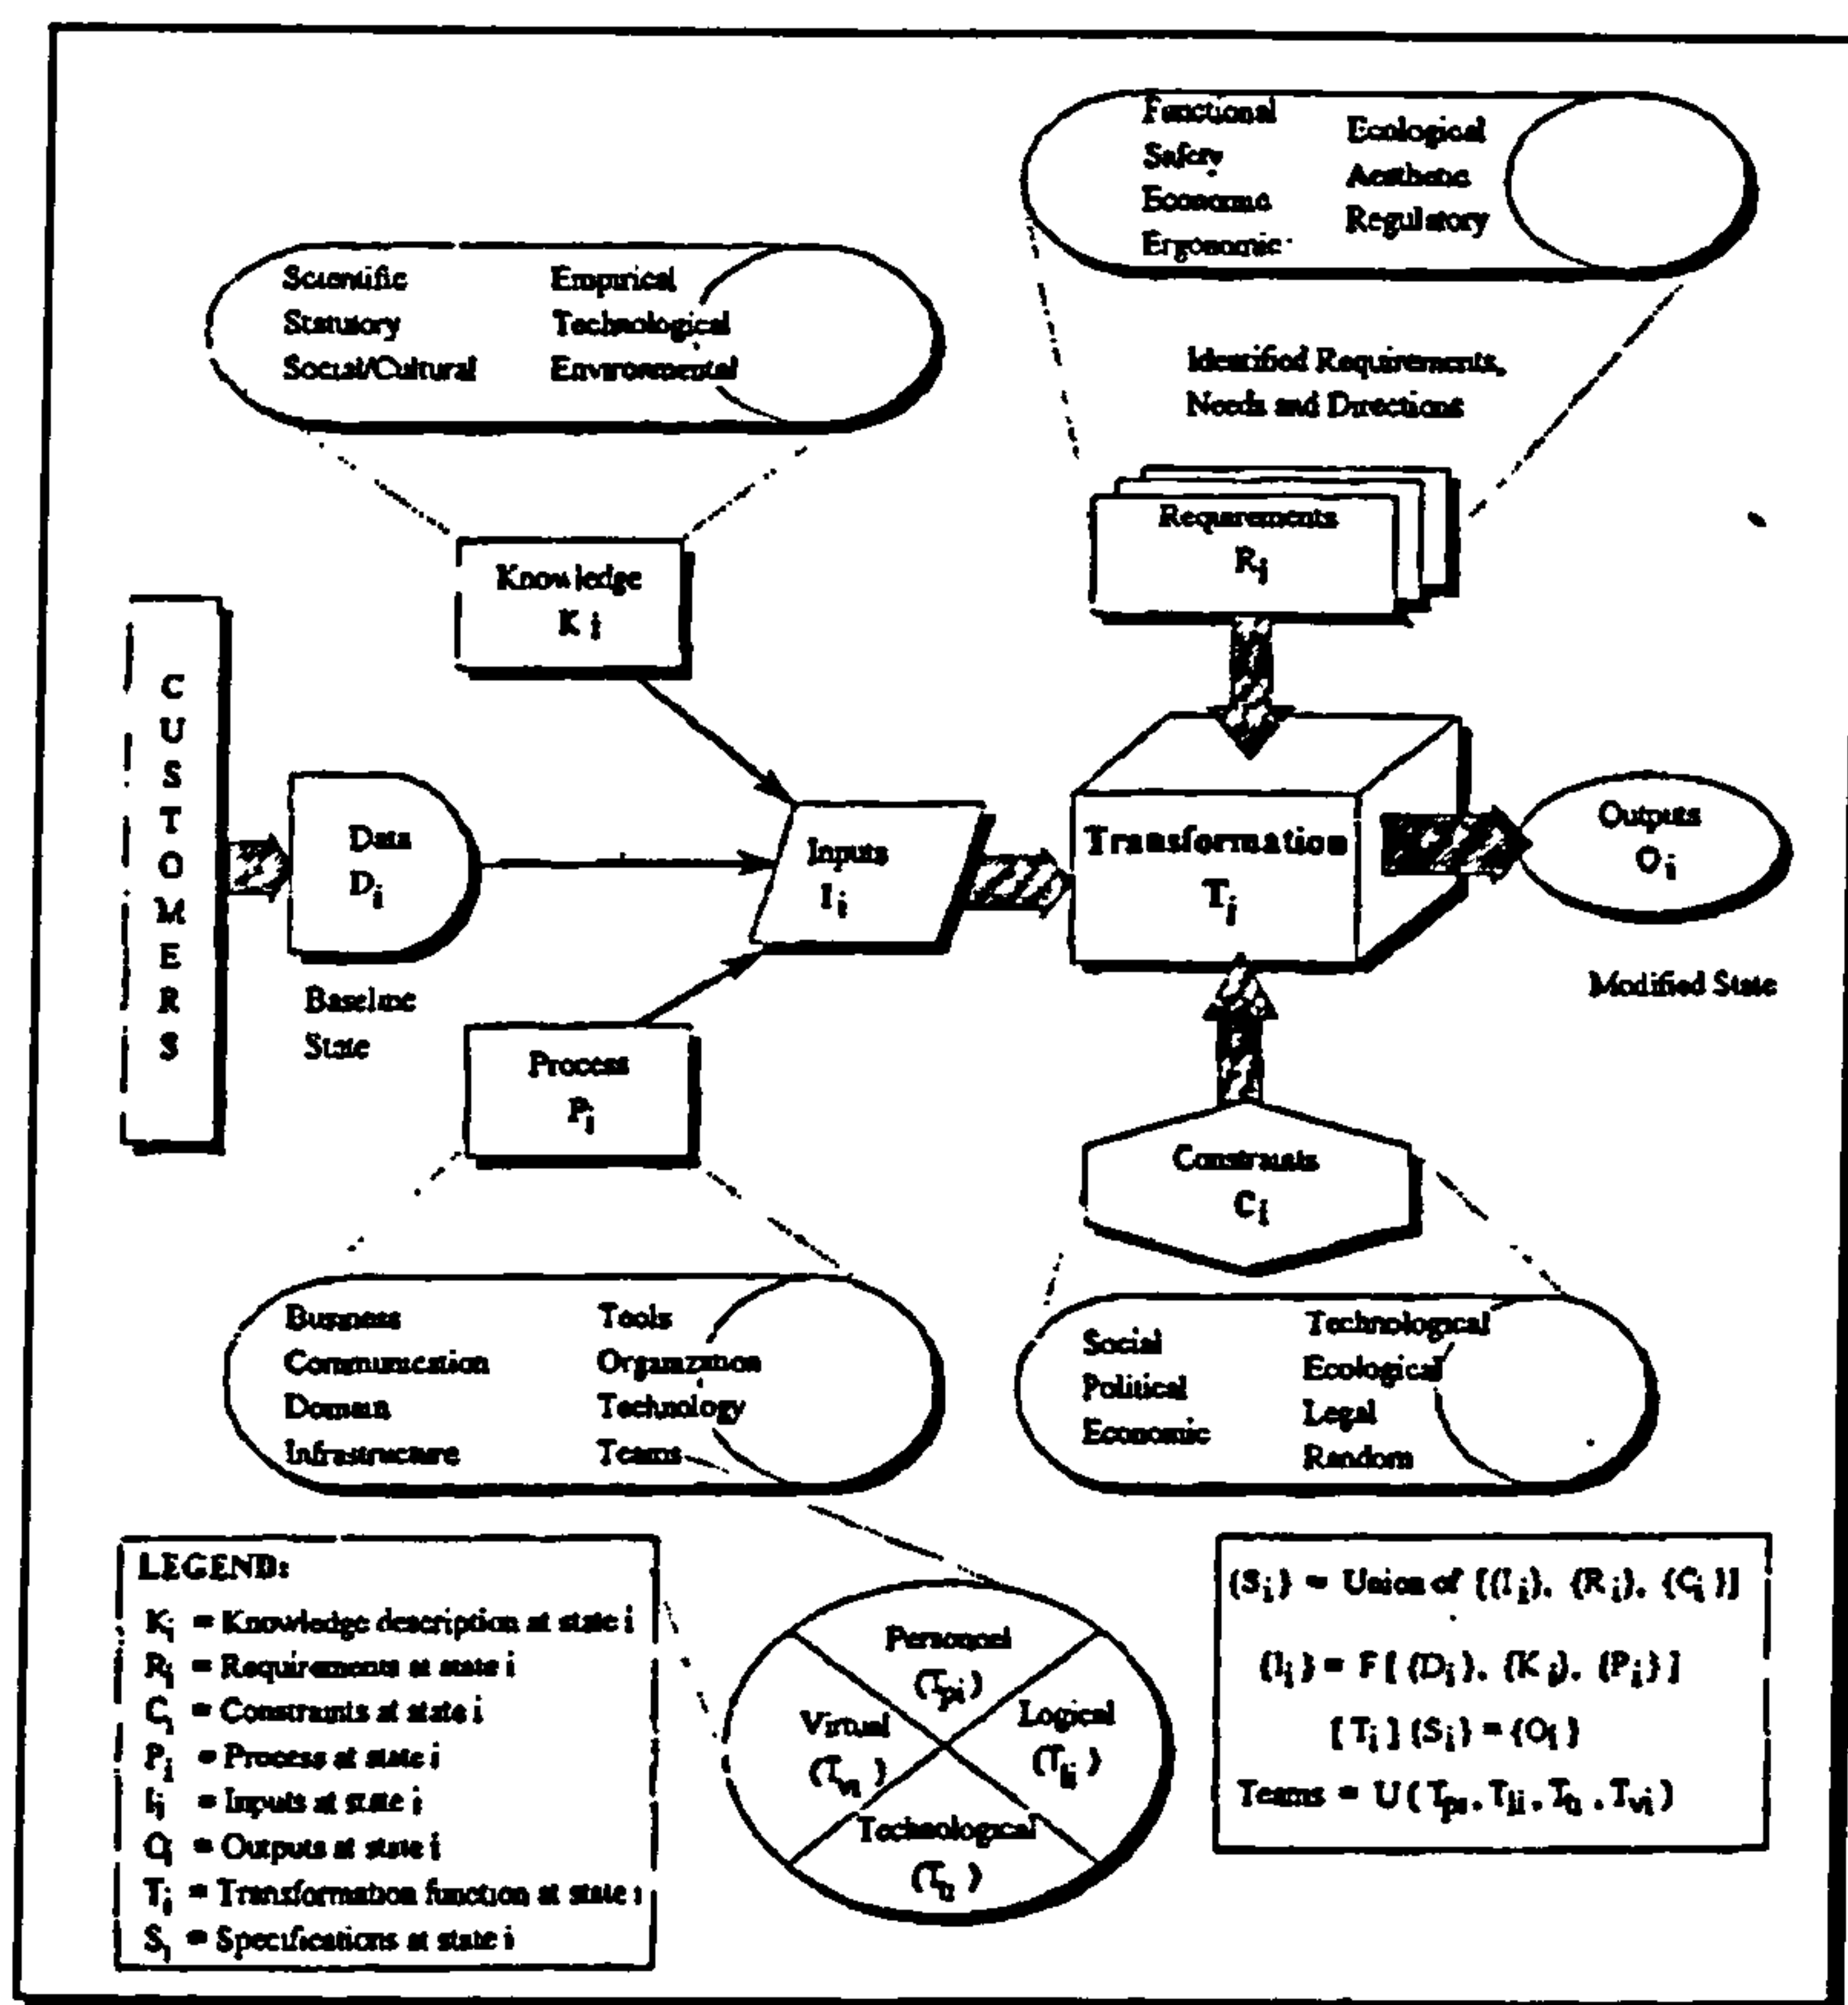 Functional
Safety
Economic
Ergonomic
Ecological
Aesthetic
Regulatory
Scientific
Statutory
Social/Cultural
Empirical
Technological
Environmental
Identified Requirements,
Needs and Directions
Requirements
Ri
Knowledge
Ki
CUSTOMERS
Data
Di
Baseline
State
Inputs
Ii
Transformation
Ti
Outputs
Oi
Modified State
Process
Pi
Constraints
Ci
Business
Communication
Domain
Infrastructure
Tools
Organization
Technology
Teams
Social
Political
Economic
Technological
Ecological
Legal
Random
LEGEND:
Ki = Knowledge description at state i
Ri = Requirements at state i
Ci = Constraints at state i
Pi = Process at state i
Ii = Inputs at state i
Oi = Outputs at state i
Ti = Transformation function at state i
Si = Specifications at state i
Personnel
(Tpi)
Virtual
(Tvi)
Logical
(Tli)
Technological
(Tti)
{Si} = Union of [{Ii}, {Ri}, {Ci}]
{Ii} = F[{Di}, {Ki}, {Pi}]
[Ti]{Si} = {Oi}
Teams = U(Tpi, Tli, Tti, Tvi)